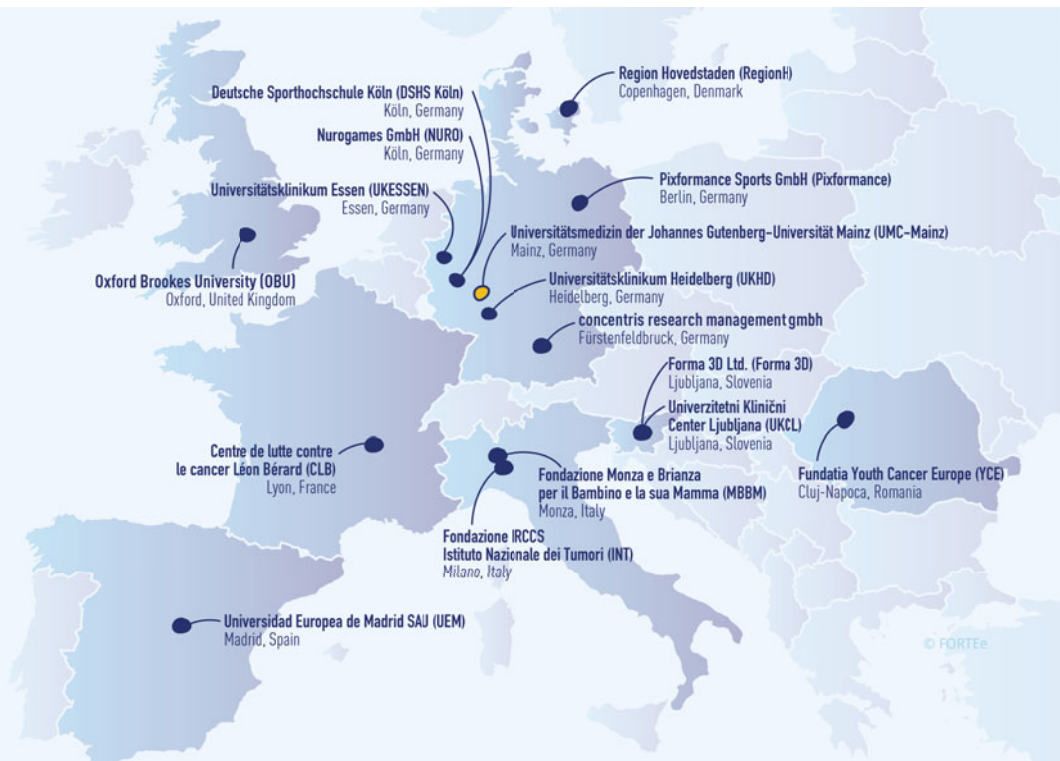 Region Hovedstaden (RegionH)
Copenhagen, Denmark
Deutsche Sporthochschule Köln (DSHS Köln)
Köln, Germany
Nurogames GmbH (NURO)
Köln, Germany
Universitätsklinikum Essen (UKESSEN)
Essen, Germany
Pixformance Sports GmbH (Pixformance)
Berlin, Germany
Universitätsmedizin der Johannes Gutenberg-Universität Mainz (UMC-Mainz)
Mainz, Germany
Oxford Brookes University (OBU)
Oxford, United Kingdom
Universitätsklinikum Heidelberg (UKHD)
Heidelberg, Germany
concentris research management gmbh
Fürstenfeldbruck, Germany
Forma 3D Ltd. (Forma 3D)
Ljubljana, Slovenia
Univerzitetni Klinični
Center Ljubljana (UKCL)
Ljubljana, Slovenia
Centre de lutte contre
le cancer Léon Bérard (CLB)
Lyon, France
Fondazione Monza e Brianza
per il Bambino e la sua Mamma (MBBM)
Monza, Italy
Fundatia Youth Cancer Europe (YCE)
Cluj-Napoca, Romania
Fondazione IRCCS
Istituto Nazionale dei Tumori (INT)
Milano, Italy
Universidad Europea de Madrid SAU (UEM)
Madrid, Spain
© FORTEe